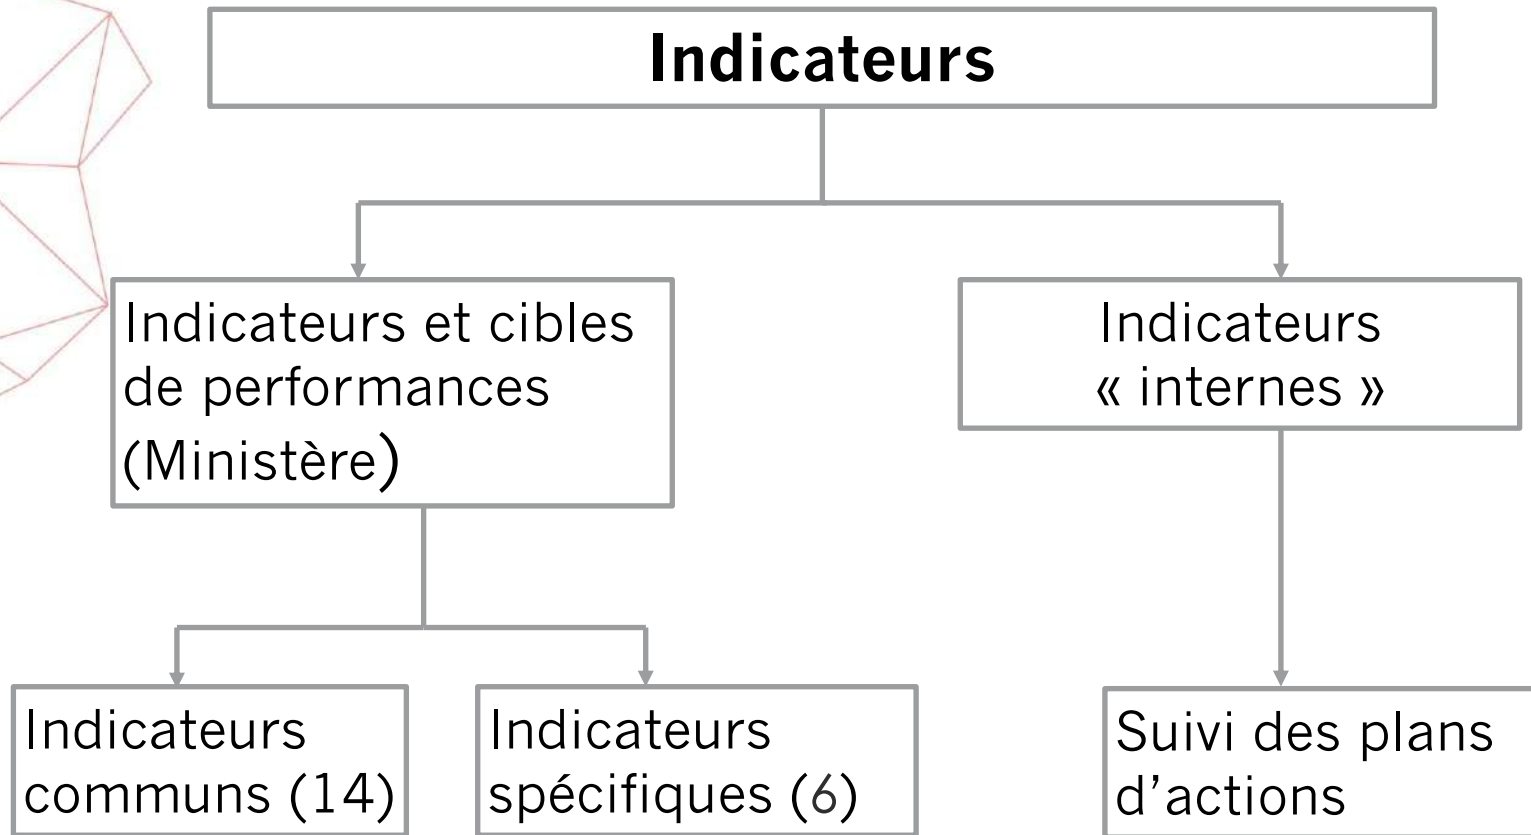 Indicateurs
Indicateurs et cibles
de performances
(Ministère)
Indicateurs
« internes »
Indicateurs
communs (14)
Indicateurs
spécifiques (6)
Suivi des plans
d’actions